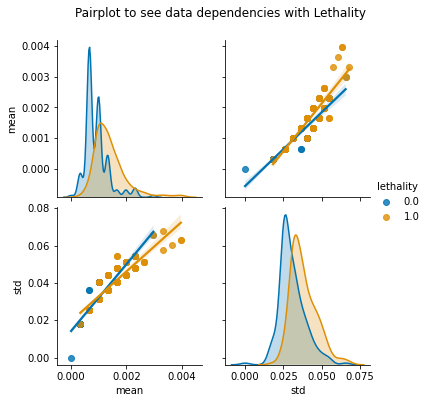 Pairplot to see data dependencies with Lethality
0.004
0.003
0.002
0.001
0.000
mean
lethality
0.0
1.0
0.08
0.06
0.04
0.02
0.00
std
0.000 0.002 0.004
mean
0.000 0.025 0.050 0.075
std